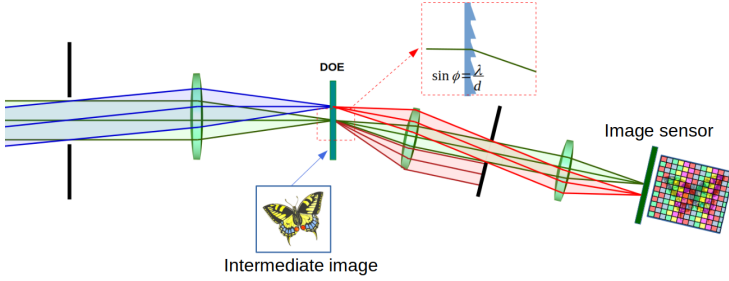 DOE
sin ϕ = λ/d
Image sensor
Intermediate image